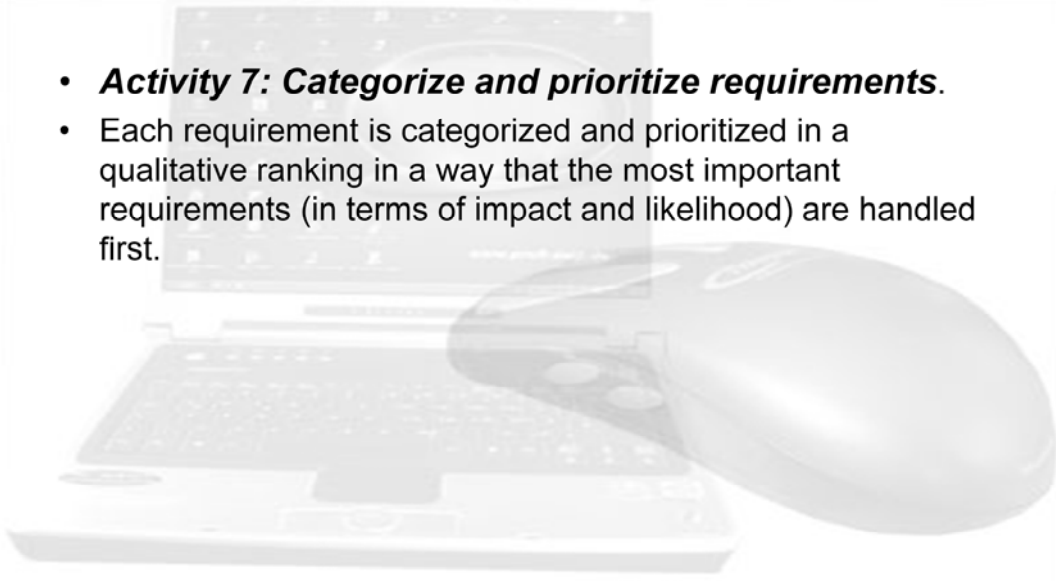 • Activity 7: Categorize and prioritize requirements.
• Each requirement is categorized and prioritized in a
qualitative ranking in a way that the most important
requirements (in terms of impact and likelihood) are handled
first.